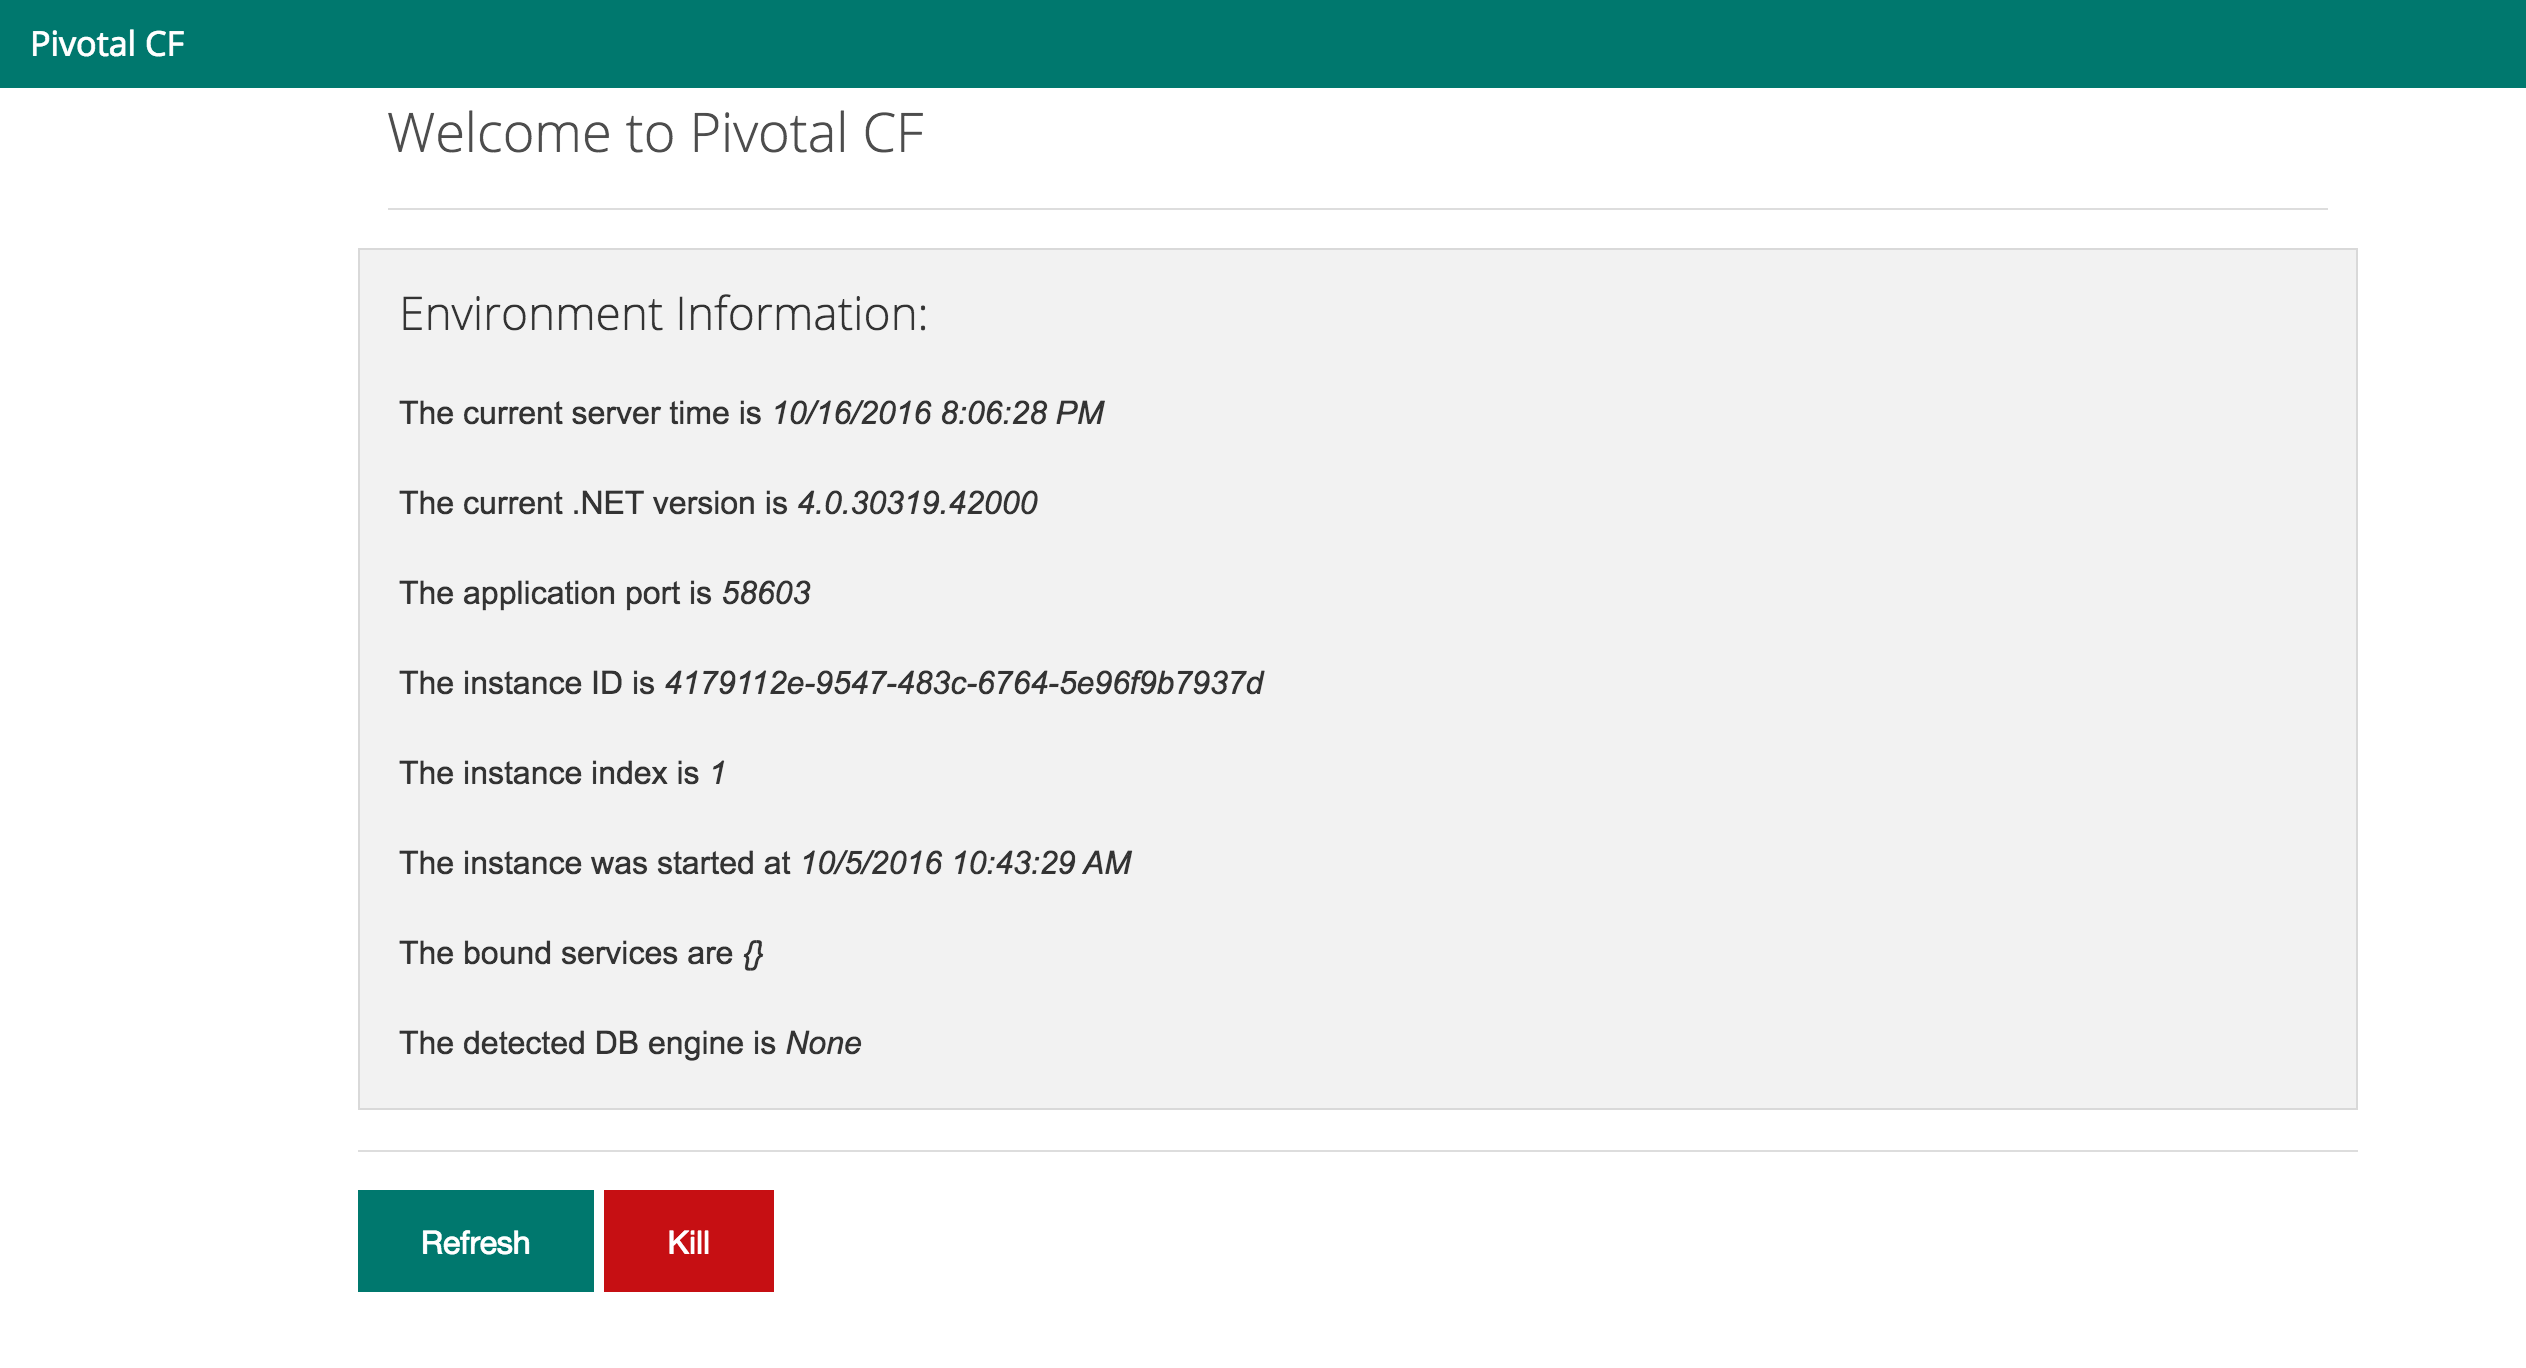 Pivotal CF
Welcome to Pivotal CF
Environment Information:
The current server time is 10/16/2016 8:06:28 PM
The current .NET version is 4.0.30319.42000
The application port is 58603
The instance ID is 4179112e-9547-483c-6764-5e96f9b7937d
The instance index is 1
The instance was started at 10/5/2016 10:43:29 AM
The bound services are {}
The detected DB engine is None
Refresh Kill